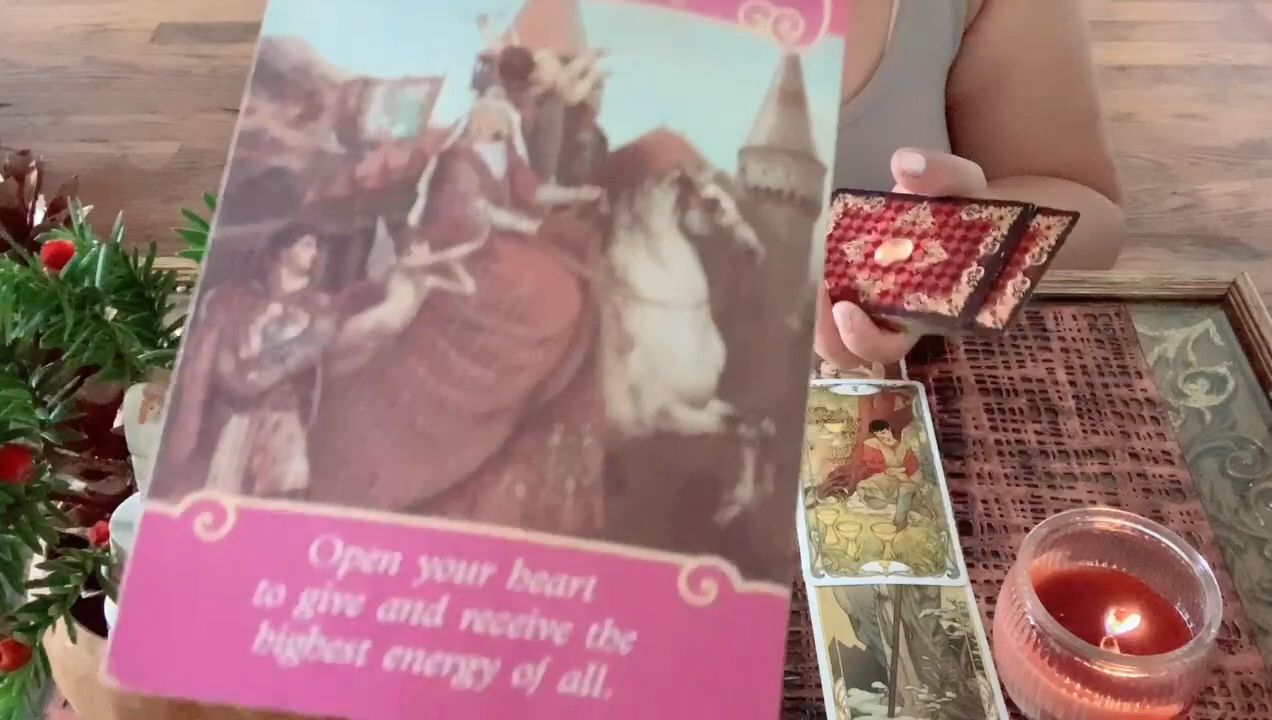 Open your heart
to give and receive the
highest energy of all.